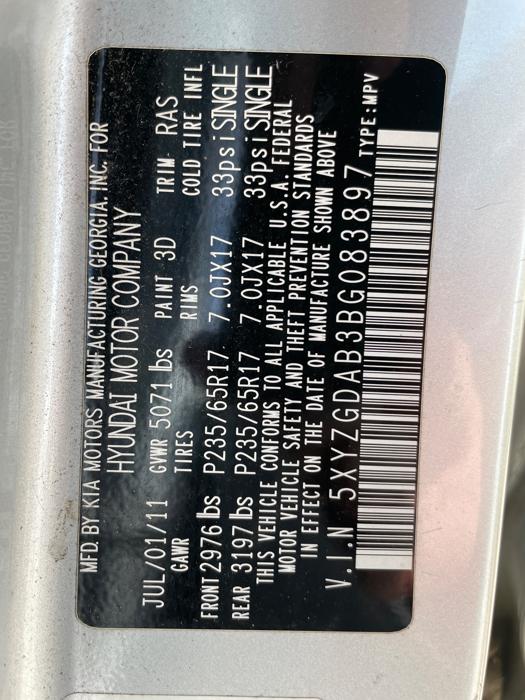 MFD. BY KIA MOTORS MANUFACTURING GEORGIA. INC. FOR
HYUNDAI MOTOR COMPANY
JUL/01/11 GVWR 5071 lbs PAINT 3D TRIM RAS
GAWR TIRES RIMS COLD TIRE INFL
FRONT 2976 lbs P235/65R17 7.0JX17 33psi SINGLE
REAR 3197 lbs P235/65R17 7.0JX17 33psi SINGLE
THIS VEHICLE CONFORMS TO ALL APPLICABLE U.S.A. FEDERAL
MOTOR VEHICLE SAFETY AND THEFT PREVENTION STANDARDS
IN EFFECT ON THE DATE OF MANUFACTURE SHOWN ABOVE
V.I.N 5XYZGDAB3BG083897 TYPE:MPV